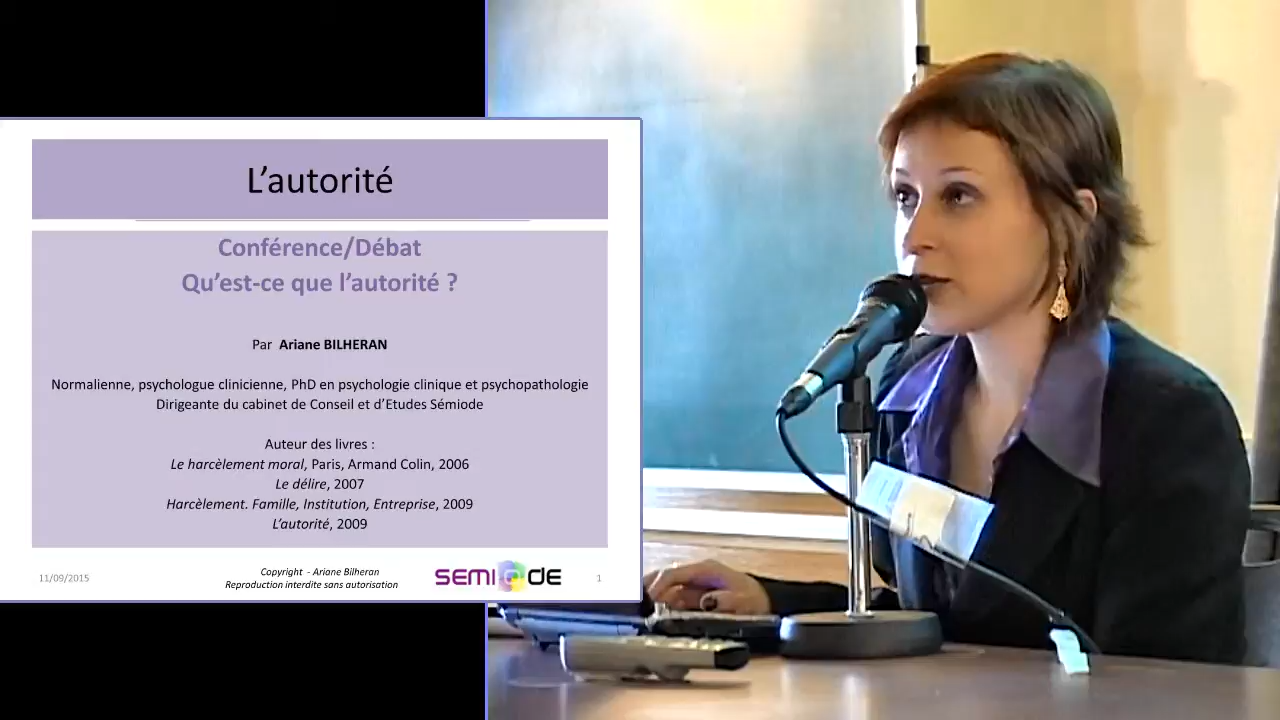 L'autorité
Conférence/Débat
Qu'est-ce que l'autorité ?
Par Ariane BILHERAN
Normalienne, psychologue clinicienne, PhD en psychologie clinique et psychopathologie
Dirigeante du cabinet de Conseil et d'Etudes Sémiode
Auteur des livres :
Le harcèlement moral, Paris, Armand Colin, 2006
Le délire, 2007
Harcèlement. Famille, Institution, Entreprise, 2009
L'autorité, 2009
11/09/2015
Copyright - Ariane Bilheran
Reproduction interdite sans autorisation
SEMIODE
1